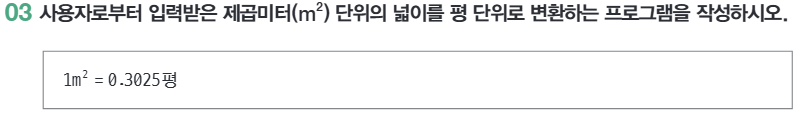 03 사용자로부터 입력받은 제곱미터(m²) 단위의 넓이를 평 단위로 변환하는 프로그램을 작성하시오.
1m² = 0.3025평